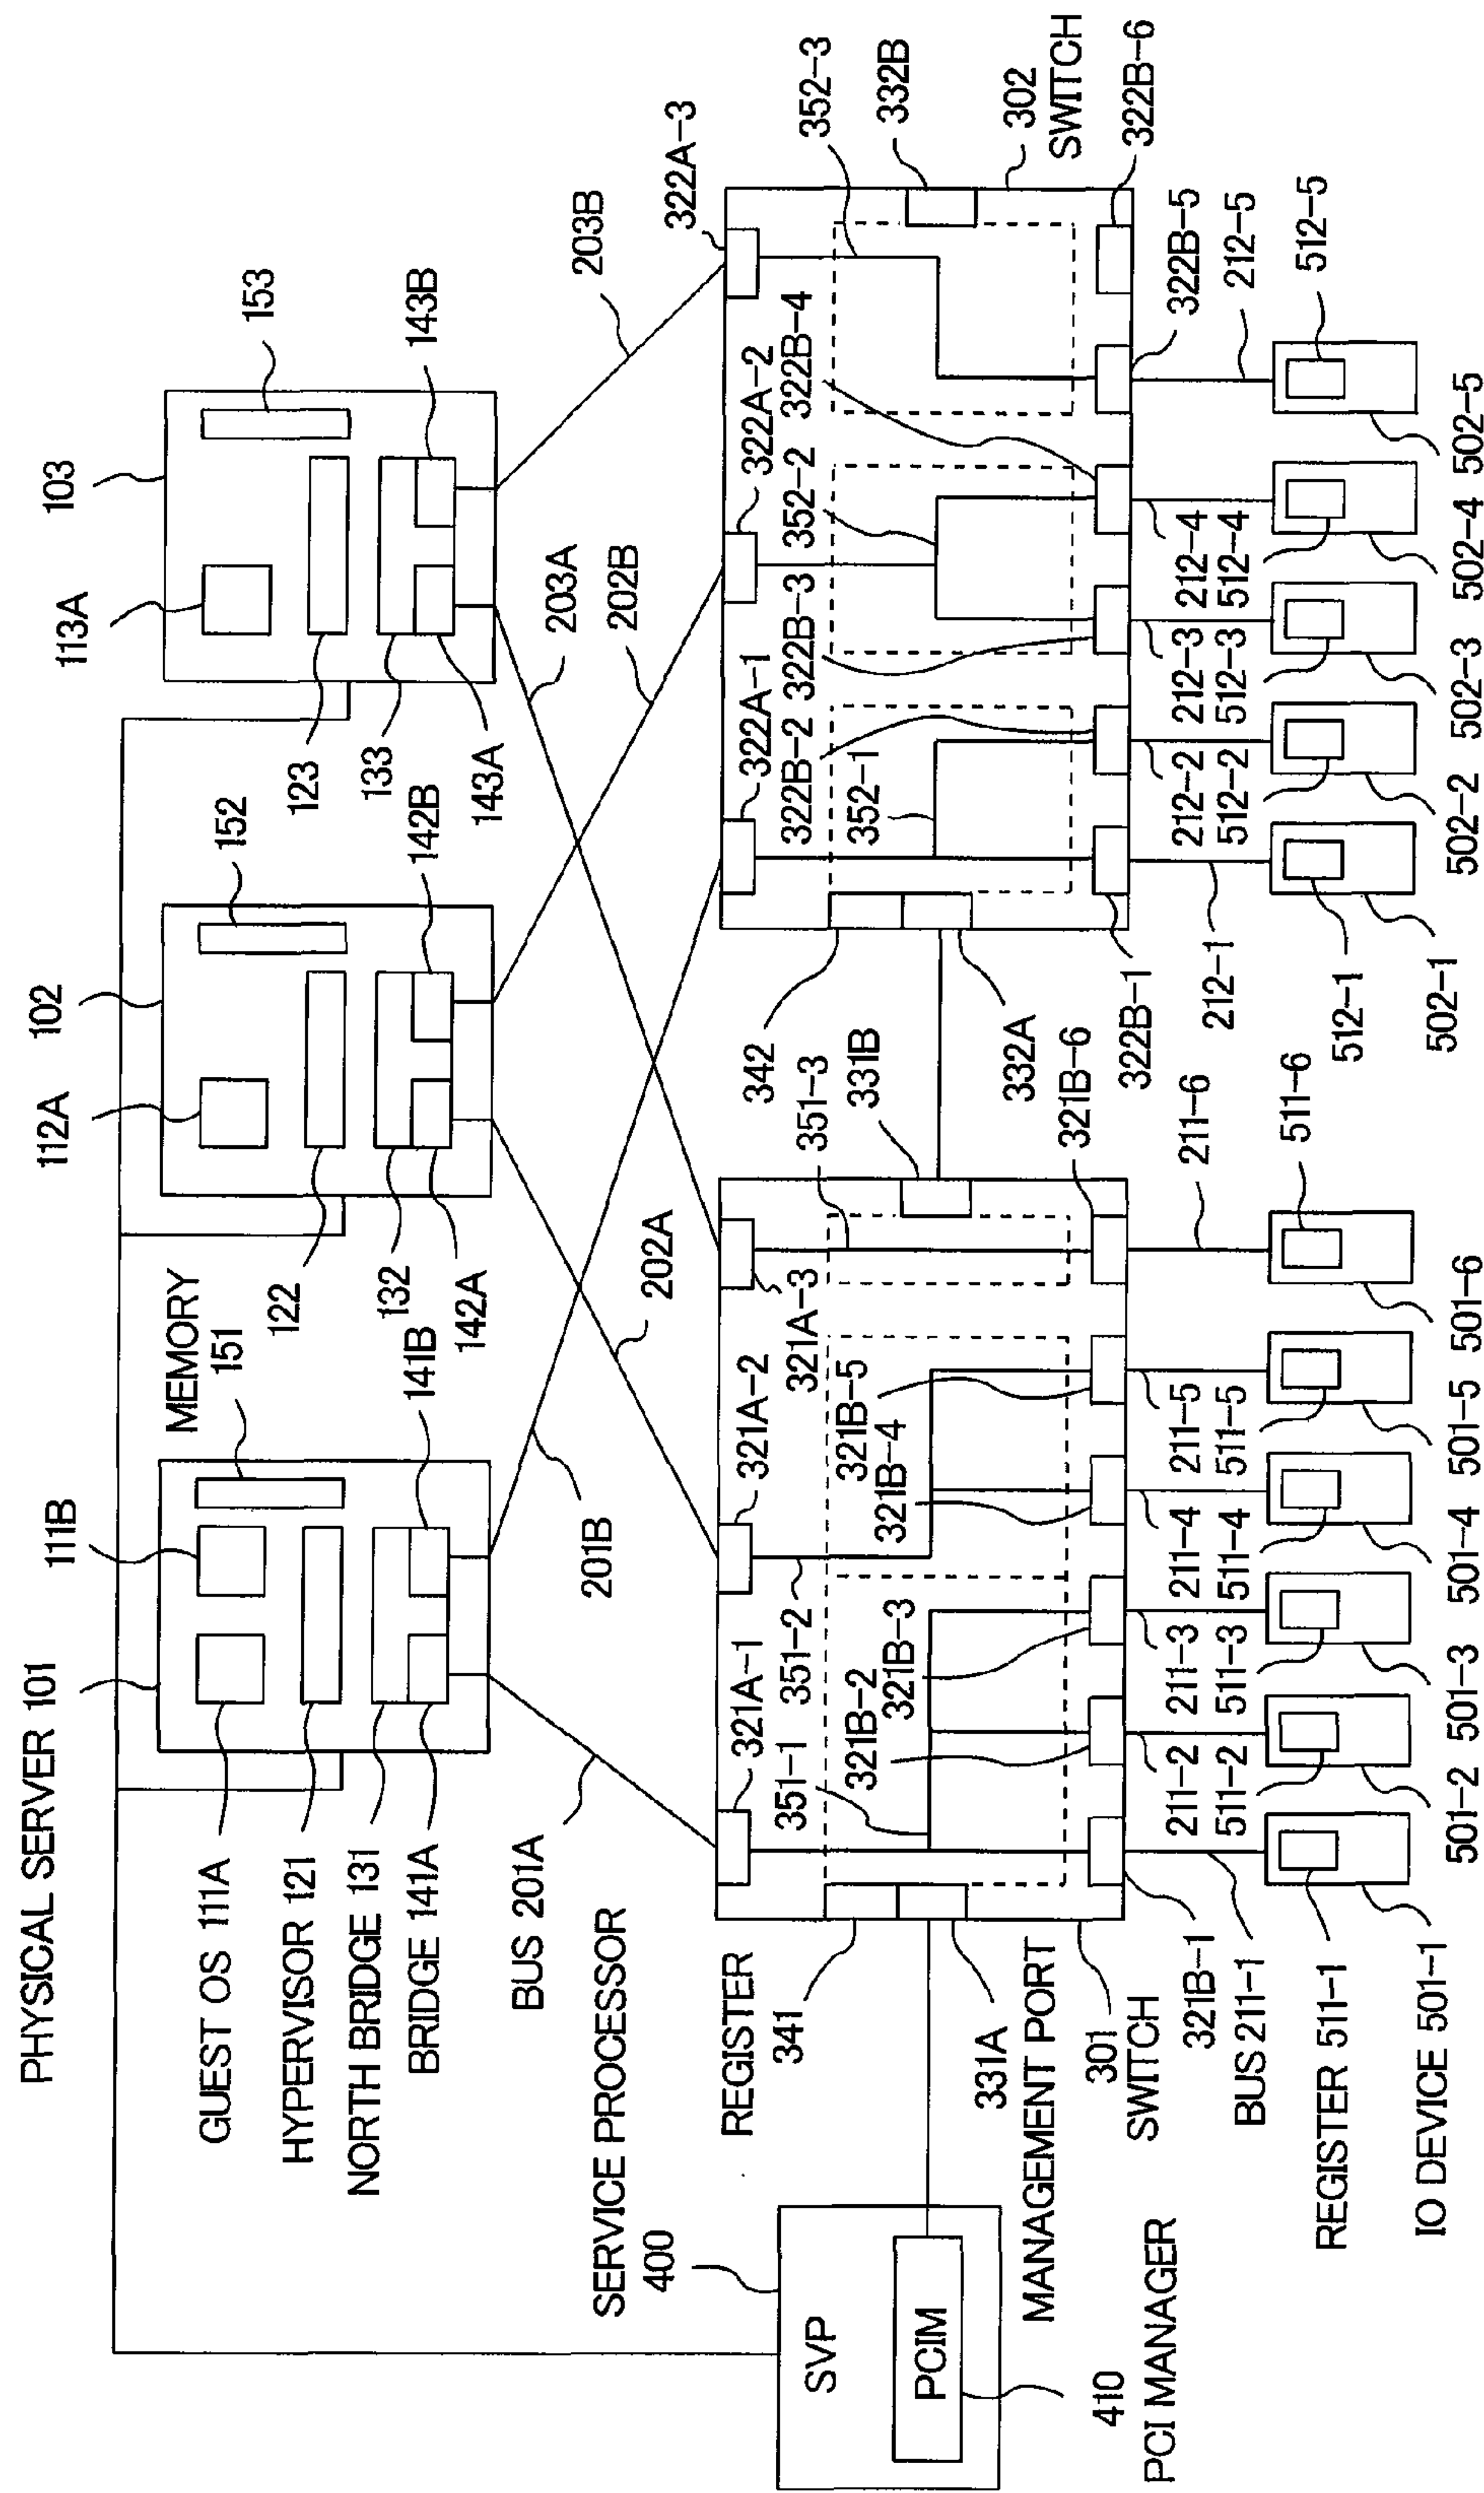 PHYSICAL SERVER 101
111B
112A
102
113A
103
MEMORY
151
152
153
GUEST OS 111A
HYPERVISOR 121
NORTH BRIDGE 131
BRIDGE 141A
141B
122
132
142A
142B
123
133
143A
143B
BUS 201A
201B
202A
203A
202B
203B
SERVICE PROCESSOR
400
SVP
PCIM
410
PCI MANAGER
REGISTER
341
331A
MANAGEMENT PORT
301
SWITCH
321A-1
321A-2
321A-3
351-1
351-2
351-3
321B-1
321B-2
321B-3
321B-4
321B-5
321B-6
331B
342
332A
322A-1
322A-2
322A-3
352-1
352-2
352-3
322B-1
322B-2
322B-3
322B-4
322B-5
322B-6
332B
302
SWITCH
BUS 211-1
211-2
211-3
211-4
211-5
211-6
212-1
212-2
212-3
212-4
212-5
REGISTER 511-1
511-2
511-3
511-4
511-5
511-6
512-1
512-2
512-3
512-4
512-5
IO DEVICE 501-1
501-2
501-3
501-4
501-5
501-6
502-1
502-2
502-3
502-4
502-5